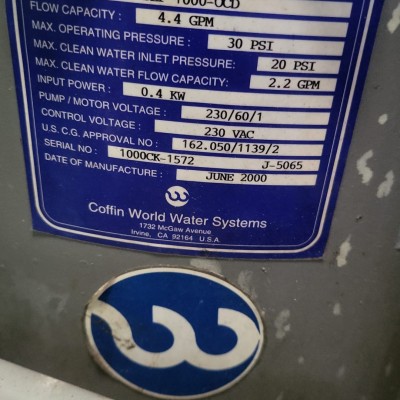 1000-OCD
FLOW CAPACITY : 4.4 GPM
MAX. OPERATING PRESSURE : 30 PSI
MAX. CLEAN WATER INLET PRESSURE: 20 PSI
MAX. CLEAN WATER FLOW CAPACITY: 2.2 GPM
INPUT POWER : 0.4 KW
PUMP / MOTOR VOLTAGE : 230/60/1
CONTROL VOLTAGE : 230 VAC
U.S. C.G. APPROVAL NO : 162.050/1139/2
SERIAL NO : 1000CK-1572 J-5065
DATE OF MANUFACTURE : JUNE 2000
Coffin World Water Systems
1732 McGaw Avenue
Irvine, CA 92164 U.S.A.